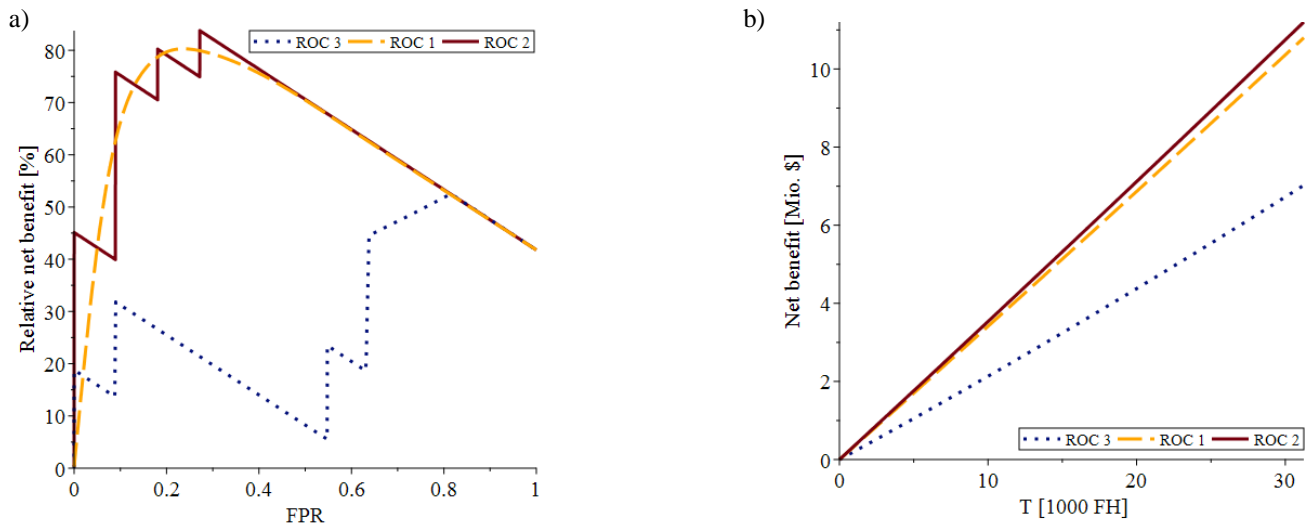 a)
Relative net benefit [%]
80
70
60
50
40
30
20
10
0
ROC 3 ROC 1 ROC 2
0 0.2 0.4 0.6 0.8 1
FPR
b)
Net benefit [Mio. $]
10
8
6
4
2
0
ROC 3 ROC 1 ROC 2
0 10 20 30
T [1000 FH]